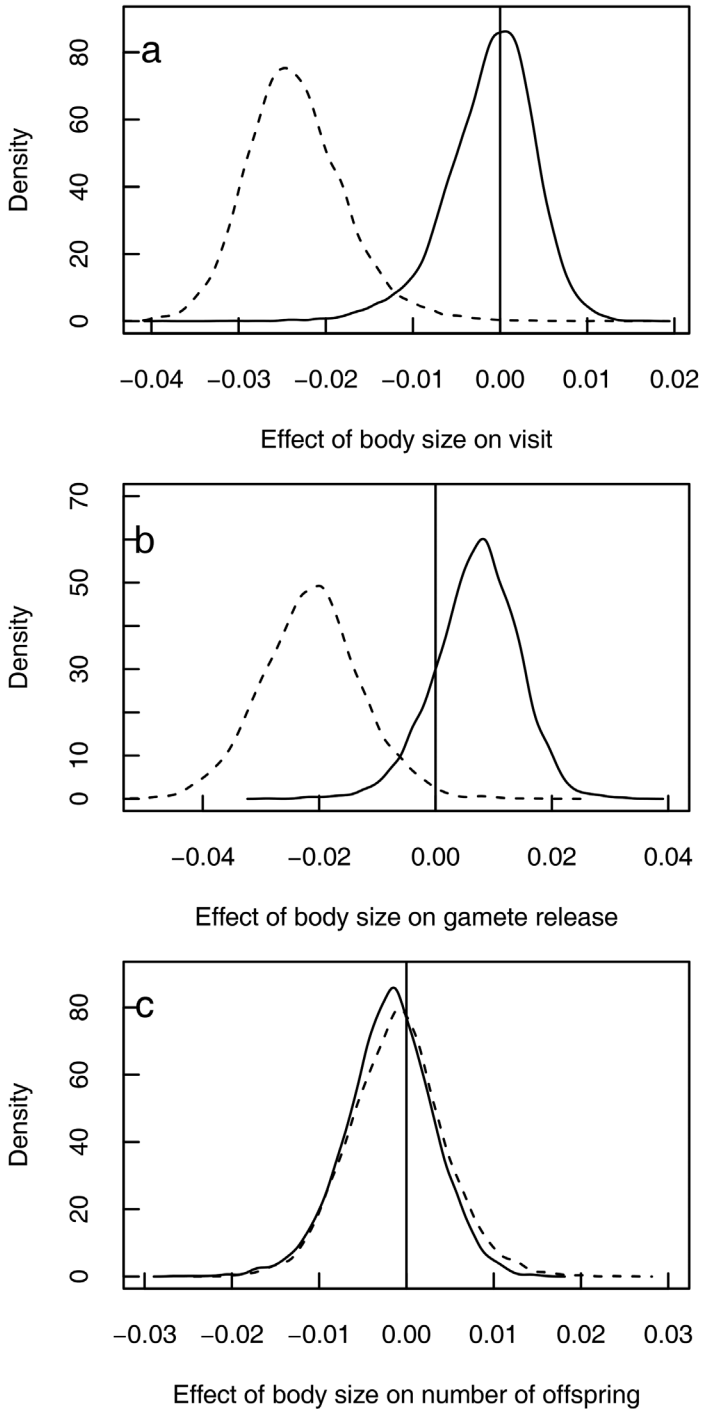 a
Density
0
20
40
60
80
−0.04 −0.03 −0.02 −0.01 0.00 0.01 0.02
Effect of body size on visit
b
Density
0
10
30
50
70
−0.04 −0.02 0.00 0.02 0.04
Effect of body size on gamete release
c
Density
0
20
40
60
80
−0.03 −0.02 −0.01 0.00 0.01 0.02 0.03
Effect of body size on number of offspring